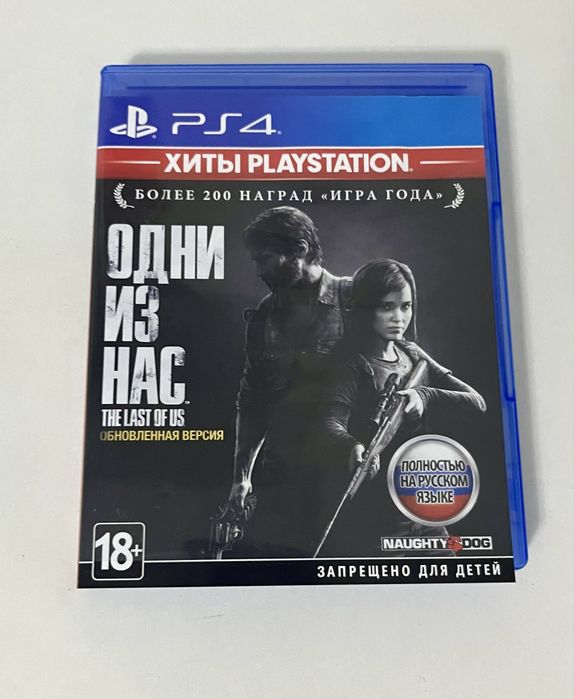 PS4
ХИТЫ PLAYSTATION
БОЛЕЕ 200 НАГРАД «ИГРА ГОДА»
ОДНИ
ИЗ
НАС
THE LAST OF US
ОБНОВЛЕННАЯ ВЕРСИЯ
ПОЛНОСТЬЮ
НА РУССКОМ
ЯЗЫКЕ
NAUGHTY DOG
18+
ЗАПРЕЩЕНО ДЛЯ ДЕТЕЙ